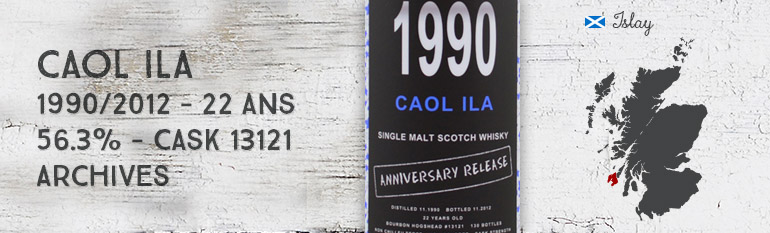 CAOL ILA
1990/2012 - 22 ANS
56.3% - CASK 13121
ARCHIVES
1990
CAOL ILA
SINGLE MALT SCOTCH WHISKY
ANNIVERSARY RELEASE
DISTILLED 11.1990 BOTTLED 11.2012
22 YEARS OLD
BOURBON HOGSHEAD #13121 130 BOTTLES
Islay